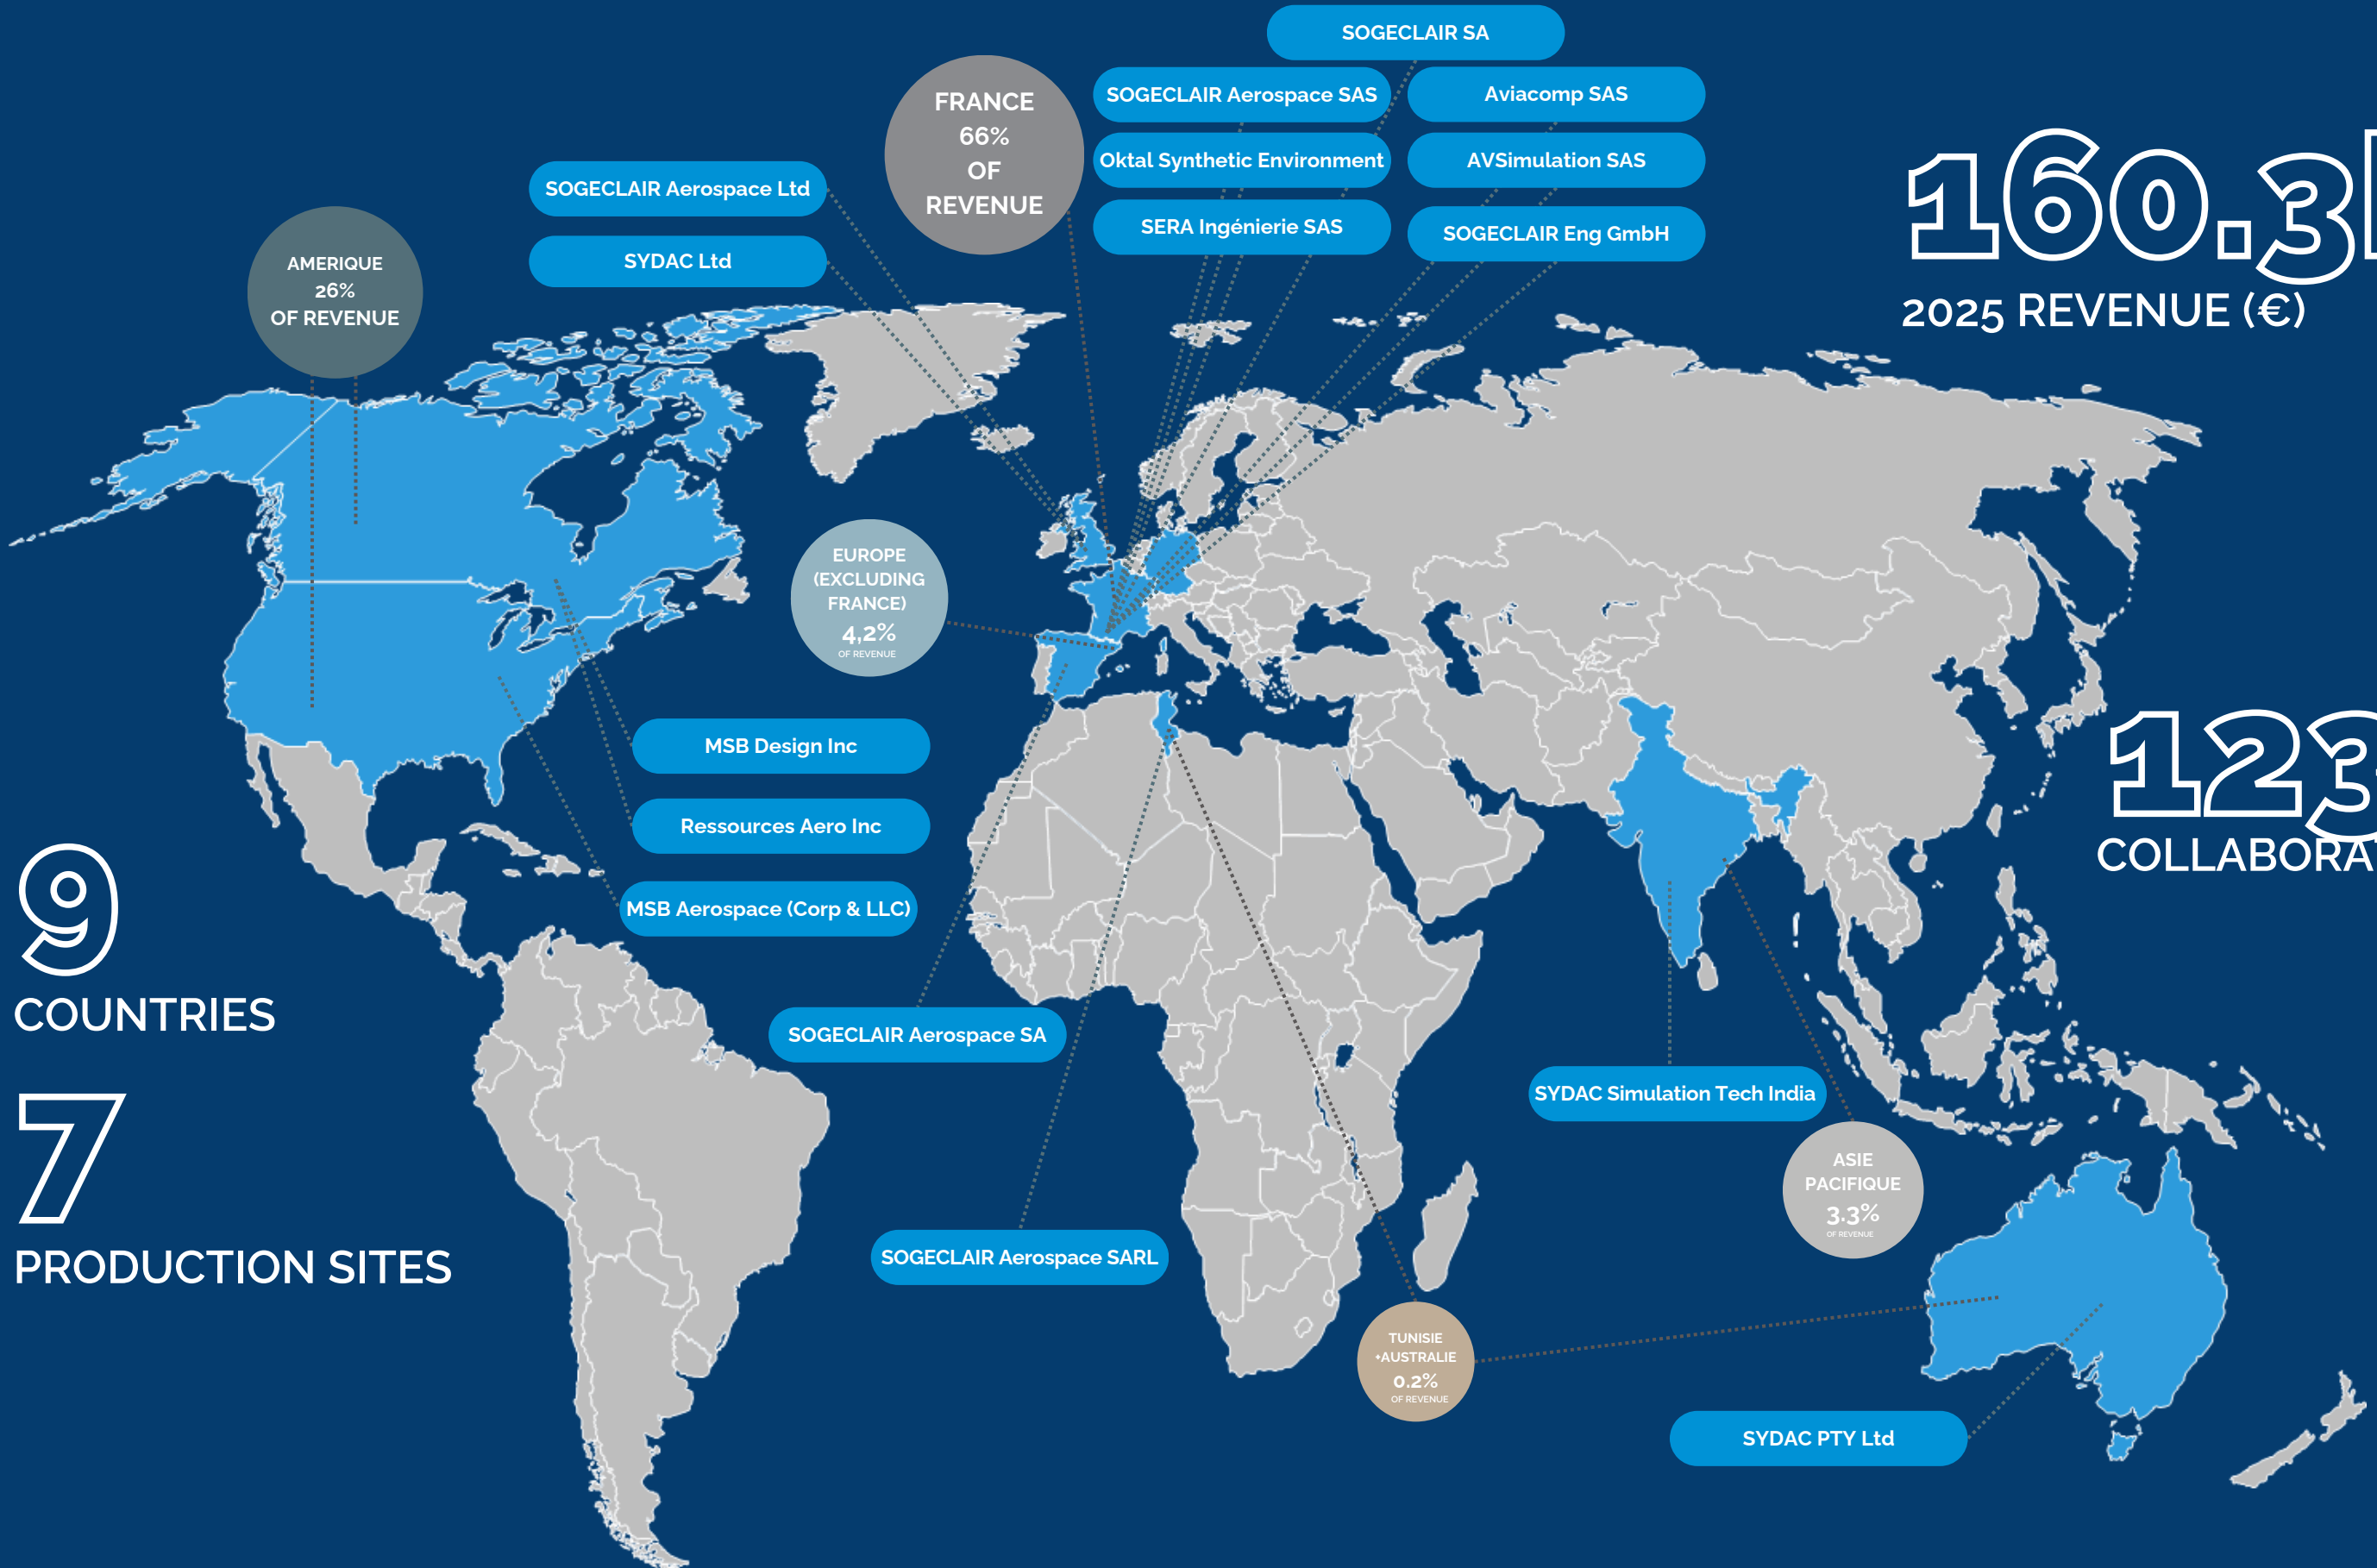 SOGECLAIR SA
FRANCE
66%
OF
REVENUE
SOGECLAIR Aerospace SAS
Aviacomp SAS
Oktal Synthetic Environment
AVSimulation SAS
SERA Ingénierie SAS
SOGECLAIR Eng GmbH
SOGECLAIR Aerospace Ltd
SYDAC Ltd
AMERIQUE
26%
OF REVENUE
160.3
2025 REVENUE (€)
EUROPE
(EXCLUDING
FRANCE)
4,2%
OF REVENUE
MSB Design Inc
Ressources Aero Inc
MSB Aerospace (Corp & LLC)
123
COLLABORA
9
COUNTRIES
7
PRODUCTION SITES
SOGECLAIR Aerospace SA
SYDAC Simulation Tech India
ASIE
PACIFIQUE
3.3%
OF REVENUE
SOGECLAIR Aerospace SARL
TUNISIE
+AUSTRALIE
0.2%
OF REVENUE
SYDAC PTY Ltd